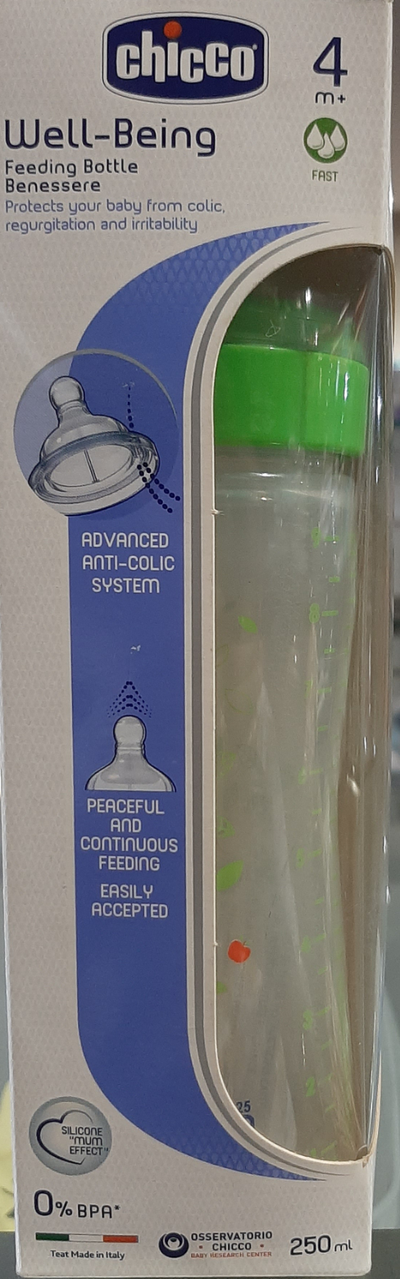 chicco
4
m+
Well-Being
Feeding Bottle
Benessere
FAST
Protects your baby from colic,
regurgitation and irritability
ADVANCED
ANTI-COLIC
SYSTEM
PEACEFUL
AND
CONTINUOUS
FEEDING
EASILY
ACCEPTED
SILICONE
"MUM
EFFECT"
0% BPA*
Teat Made in Italy
OSSERVATORIO
• CHICCO •
BABY RESEARCH CENTER
250 ml